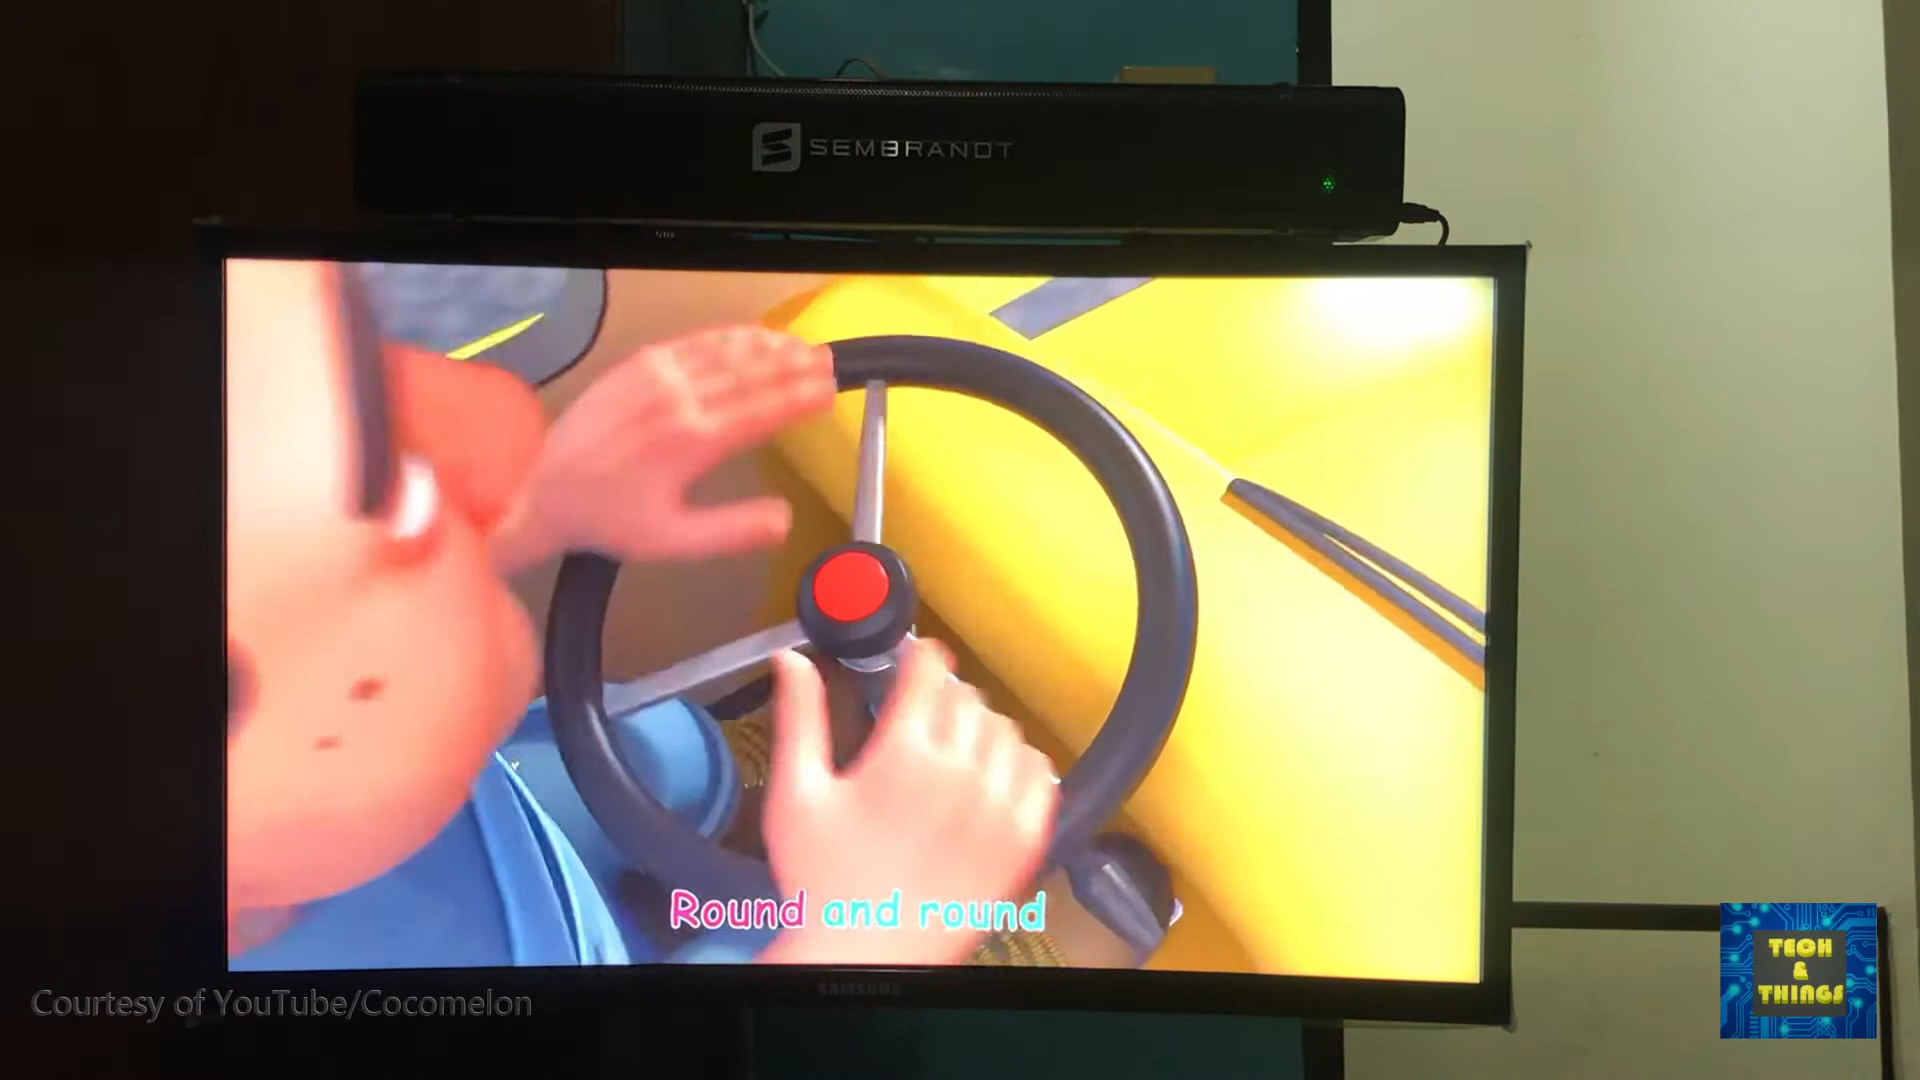 SEMBRANDT
Round and round
SAMSUNG
Courtesy of YouTube/Cocomelon
TECH
&
THINGS